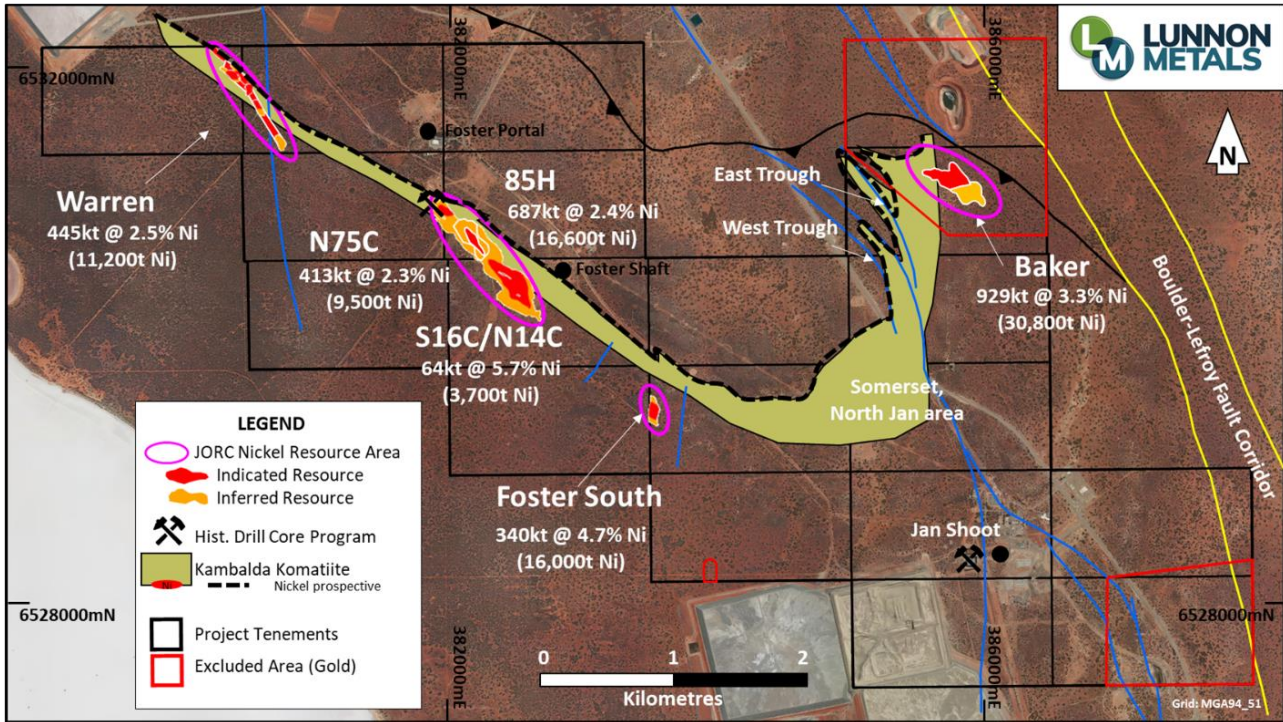 LM
LUNNON
METALS
382000mE
386000mE
6532000mN
N
Foster Portal
Warren
445kt @ 2.5% Ni
(11,200t Ni)
85H
687kt @ 2.4% Ni
(16,600t Ni)
N75C
413kt @ 2.3% Ni
(9,500t Ni)
Foster Shaft
S16C/N14C
64kt @ 5.7% Ni
(3,700t Ni)
East Trough
West Trough
Baker
929kt @ 3.3% Ni
(30,800t Ni)
Boulder-Lefroy Fault Corridor
Somerset,
North Jan area
Foster South
340kt @ 4.7% Ni
(16,000t Ni)
Jan Shoot
LEGEND
JORC Nickel Resource Area
Indicated Resource
Inferred Resource
Hist. Drill Core Program
Kambalda Komatiite
Ni
Nickel prospective
Project Tenements
Excluded Area (Gold)
6528000mN
6528000mN
382000mE
386000mE
0 1 2
Kilometres
Grid: MGA94_51